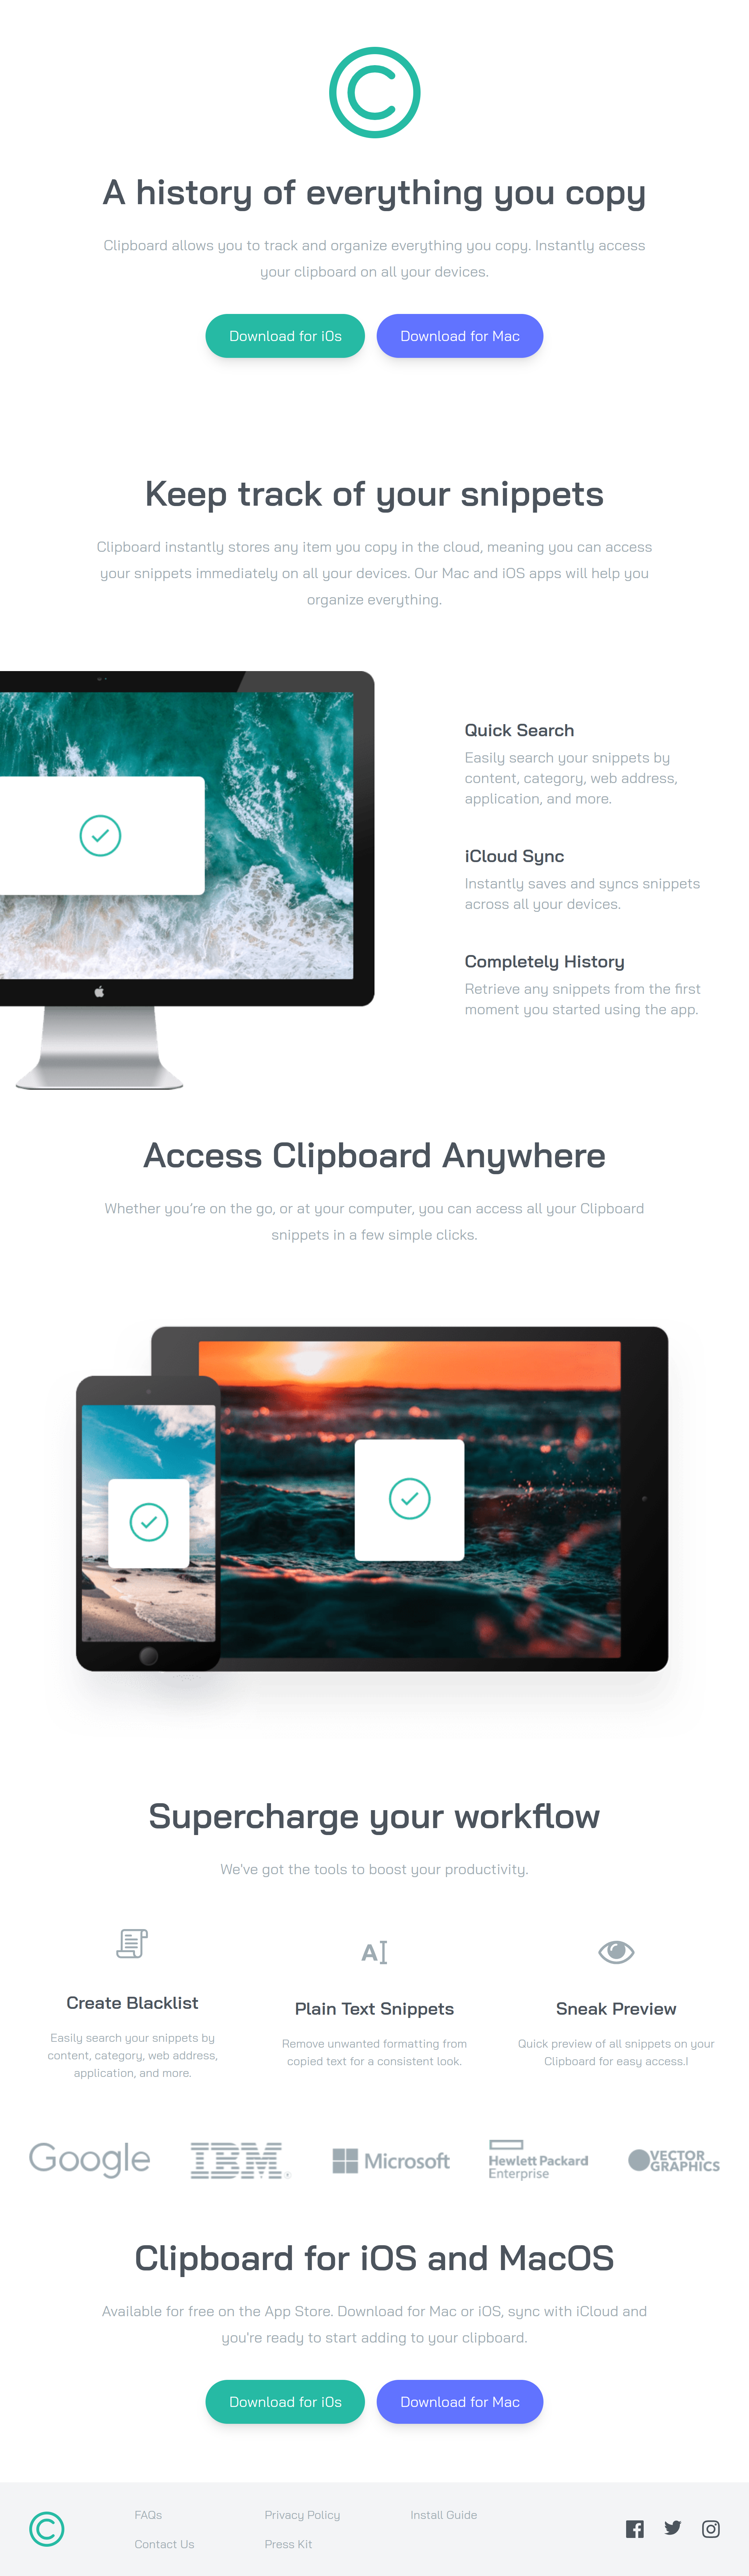 A history of everything you copy
Clipboard allows you to track and organize everything you copy. Instantly access
your clipboard on all your devices.
Download for iOs
Download for Mac
Keep track of your snippets
Clipboard instantly stores any item you copy in the cloud, meaning you can access
your snippets immediately on all your devices. Our Mac and iOS apps will help you
organize everything.
Quick Search
Easily search your snippets by
content, category, web address,
application, and more.
iCloud Sync
Instantly saves and syncs snippets
across all your devices.
Completely History
Retrieve any snippets from the first
moment you started using the app.
Access Clipboard Anywhere
Whether you’re on the go, or at your computer, you can access all your Clipboard
snippets in a few simple clicks.
Supercharge your workflow
We've got the tools to boost your productivity.
Create Blacklist
Easily search your snippets by
content, category, web address,
application, and more.
Plain Text Snippets
Remove unwanted formatting from
copied text for a consistent look.
Sneak Preview
Quick preview of all snippets on your
Clipboard for easy access.I
Google
IBM
Microsoft
Hewlett Packard
Enterprise
VECTOR
GRAPHICS
Clipboard for iOS and MacOS
Available for free on the App Store. Download for Mac or iOS, sync with iCloud and
you're ready to start adding to your clipboard.
Download for iOs
Download for Mac
FAQs
Privacy Policy
Install Guide
Contact Us
Press Kit